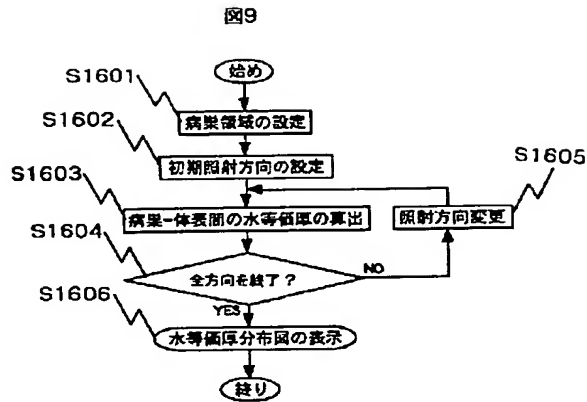 図9
始め
S1601
病巣領域の設定
S1602
初期照射方向の設定
S1603
病巣-体表間の水等価厚の算出
S1605
照射方向変更
S1604
全方向を終了?
NO
YES
S1606
水等価厚分布図の表示
終り